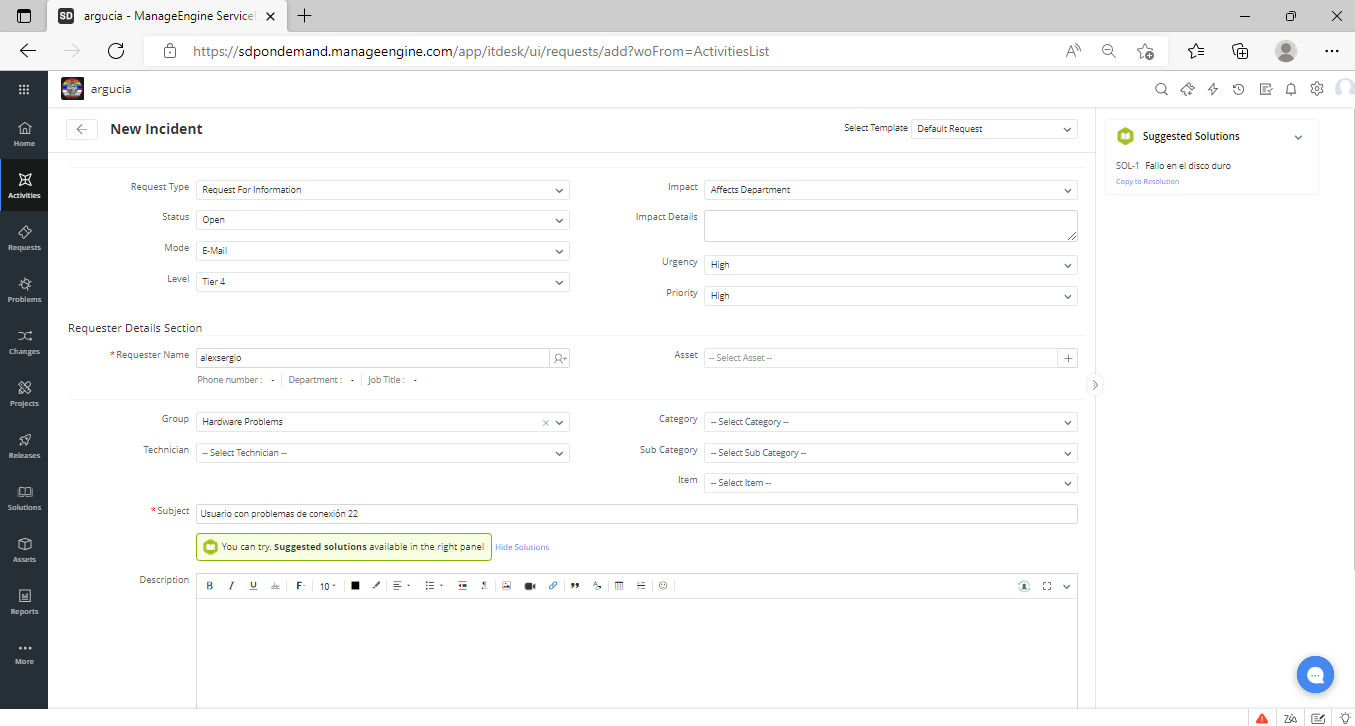 SD argucia - ManageEngine ServiceD
https://sdpondemand.manageengine.com/app/itdesk/ui/requests/add?woFrom=ActivitiesList
argucia
Home
Activities
Requests
Problems
Changes
Projects
Releases
Solutions
Assets
Reports
More
New Incident
Select Template Default Request
Request Type Request For Information
Status Open
Mode E-Mail
Level Tier 4
Impact Affects Department
Impact Details
Urgency High
Priority High
Requester Details Section
*Requester Name alexsergio
Phone number : - Department : - Job Title : -
Asset -- Select Asset --
Group Hardware Problems
Technician -- Select Technician --
Category -- Select Category --
Sub Category -- Select Sub Category --
Item -- Select Item --
*Subject Usuario con problemas de conexión 22
You can try, Suggested solutions available in the right panel Hide Solutions
Description B I U abc F 10
Suggested Solutions
SOL-1 Fallo en el disco duro
Copy to Resolution